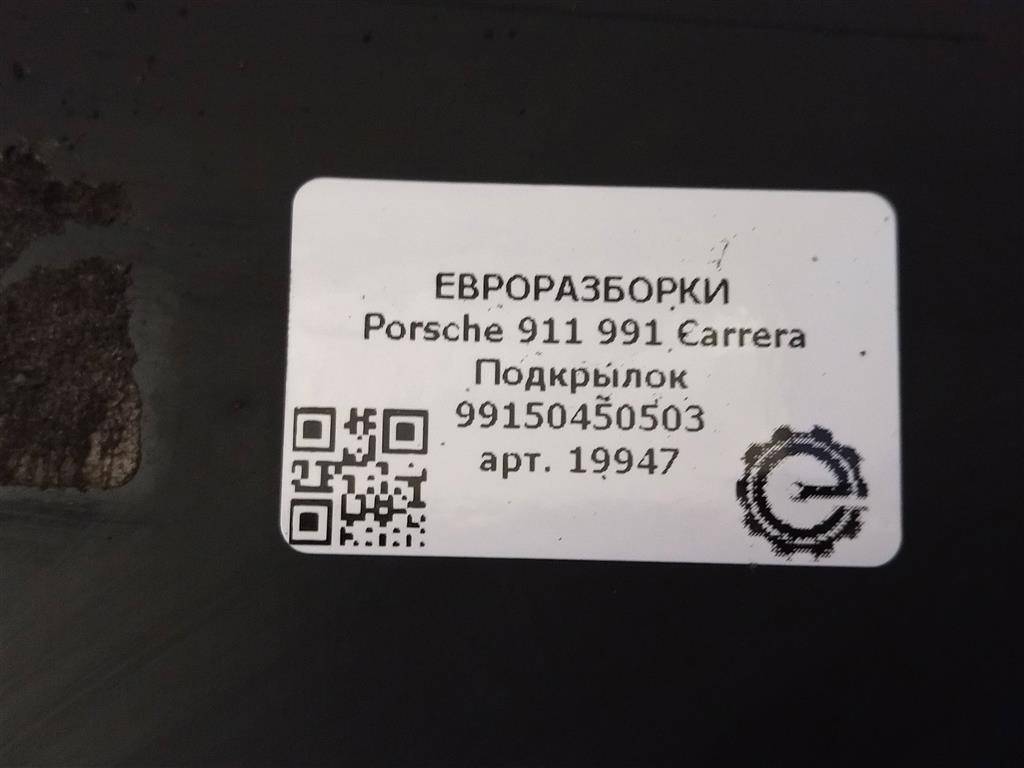 ЕВРОРАЗБОРКИ
Porsche 911 991 Carrera
Подкрылок
99150450503
арт. 19947